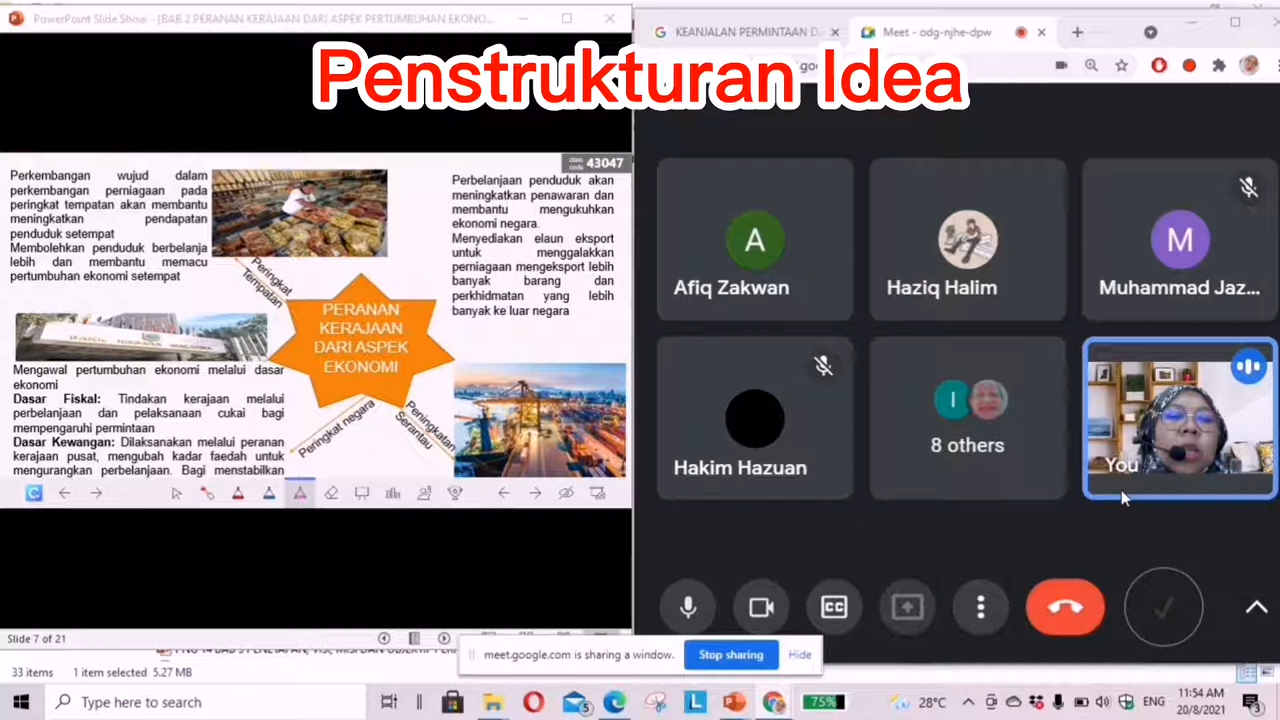 PowerPoint Slide Show - [BAB 2 PERANAN KERAJAAN DARI ASPEK PERTUMBUHAN EKONO...
KEANJALAN PERMINTAAN D
Meet - odg-njhe-dpw
Penstrukturan Idea
class code 43047
Perkembangan wujud dalam
perkembangan perniagaan pada
peringkat tempatan akan membantu
meningkatkan pendapatan
penduduk setempat
Membolehkan penduduk berbelanja
lebih dan membantu memacu
pertumbuhan ekonomi setempat
Perbelanjaan penduduk akan
meningkatkan penawaran dan
membantu mengukuhkan
ekonomi negara.
Menyediakan elaun eksport
untuk menggalakkan
perniagaan mengeksport lebih
banyak barang dan
perkhidmatan yang lebih
banyak ke luar negara
Peringkat
Tempatan
PERANAN
KERAJAAN
DARI ASPEK
EKONOMI
Peringkat negara
Peringkatan
Serantau
Mengawal pertumbuhan ekonomi melalui dasar
ekonomi
Dasar Fiskal: Tindakan kerajaan melalui
perbelanjaan dan pelaksanaan cukai bagi
mempengaruhi permintaan
Dasar Kewangan: Dilaksanakan melalui peranan
kerajaan pusat, mengubah kadar faedah untuk
mengurangkan perbelanjaan. Bagi menstabilkan
A
Afiq Zakwan
Haziq Halim
M
Muhammad Jaz...
Hakim Hazuan
I
8 others
You
CC
Slide 7 of 21
33 items
1 item selected 5.27 MB
meet.google.com is sharing a window.
Stop sharing
Hide
Type here to search
5
L
75%
28°C
ENG
11:54 AM
20/8/2021
3